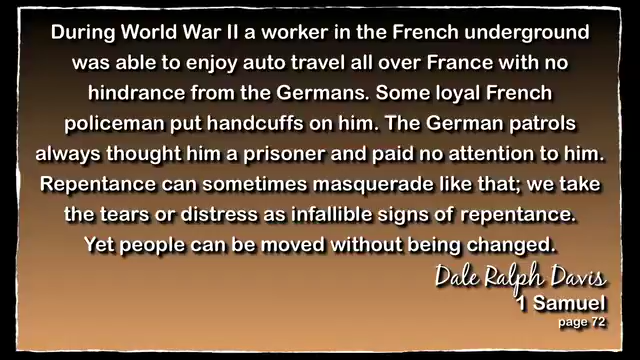 During World War II a worker in the French underground
was able to enjoy auto travel all over France with no
hindrance from the Germans. Some loyal French
policeman put handcuffs on him. The German patrols
always thought him a prisoner and paid no attention to him.
Repentance can sometimes masquerade like that; we take
the tears or distress as infallible signs of repentance.
Yet people can be moved without being changed.
Dale Ralph Davis
1 Samuel
page 72